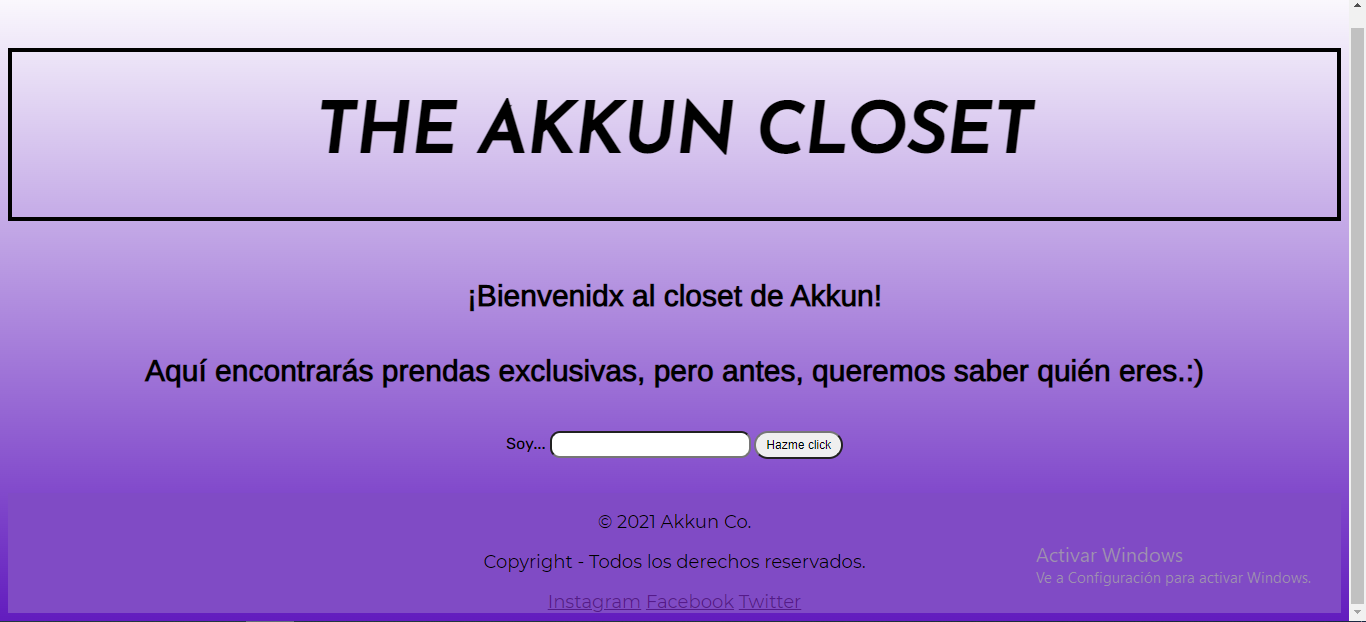 THE AKKUN CLOSET
¡Bienvenidx al closet de Akkun!
Aquí encontrarás prendas exclusivas, pero antes, queremos saber quién eres.:)
Soy... Hazme click
© 2021 Akkun Co.
Copyright - Todos los derechos reservados.
Activar Windows
Ve a Configuración para activar Windows.
Instagram Facebook Twitter